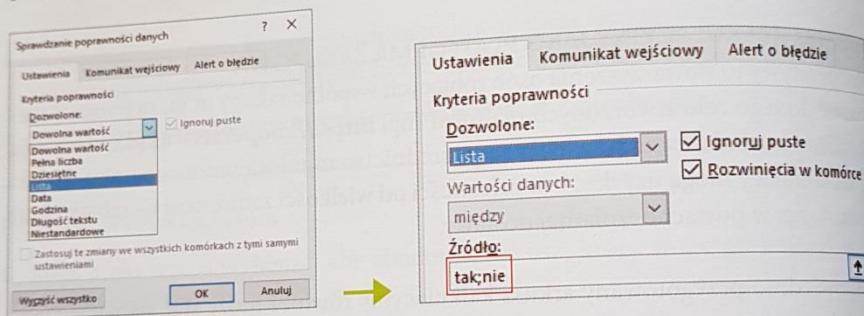 Sprawdzanie poprawności danych
? ×
Ustawienia Komunikat wejściowy Alert o błędzie
Kryteria poprawności
Dozwolone:
Dowolna wartość
Ignoruj puste
Dowolna wartość
Pełna liczba
Dziesiętne
Lista
Data
Godzina
Długość tekstu
Niestandardowe
Zastosuj te zmiany we wszystkich komórkach z tymi samymi
ustawieniami
Wyczyść wszystko OK Anuluj
Ustawienia Komunikat wejściowy Alert o błędzie
Kryteria poprawności
Dozwolone:
Lista
Ignoruj puste
Rozwinięcia w komórce
Wartości danych:
między
Źródło:
tak;nie